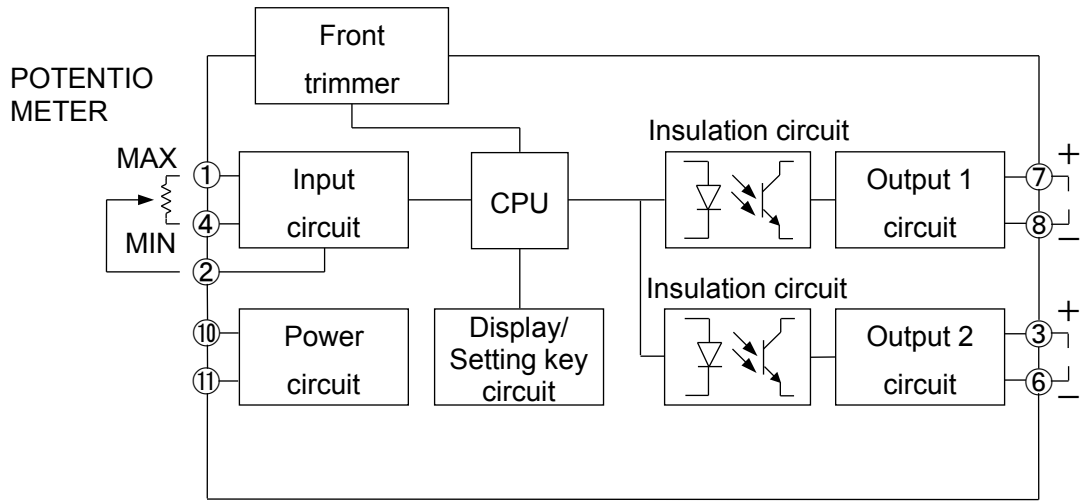 Front
trimmer
POTENTIO
METER
MAX
MIN
①
④
②
Input
circuit
CPU
Insulation circuit
Output 1
circuit
⑦
⑧
+
−
⑩
⑪
Power
circuit
Display/
Setting key
circuit
Insulation circuit
Output 2
circuit
③
⑥
+
−